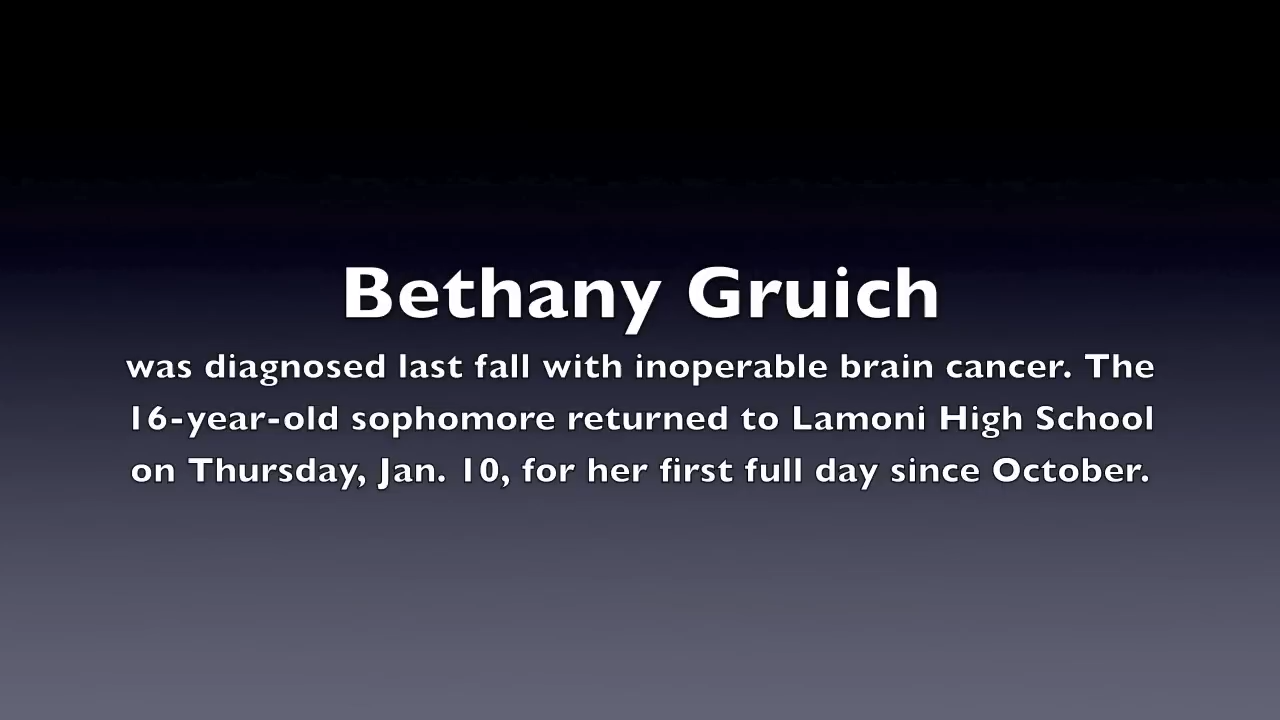 Bethany Gruich
was diagnosed last fall with inoperable brain cancer. The
16-year-old sophomore returned to Lamoni High School
on Thursday, Jan. 10, for her first full day since October.